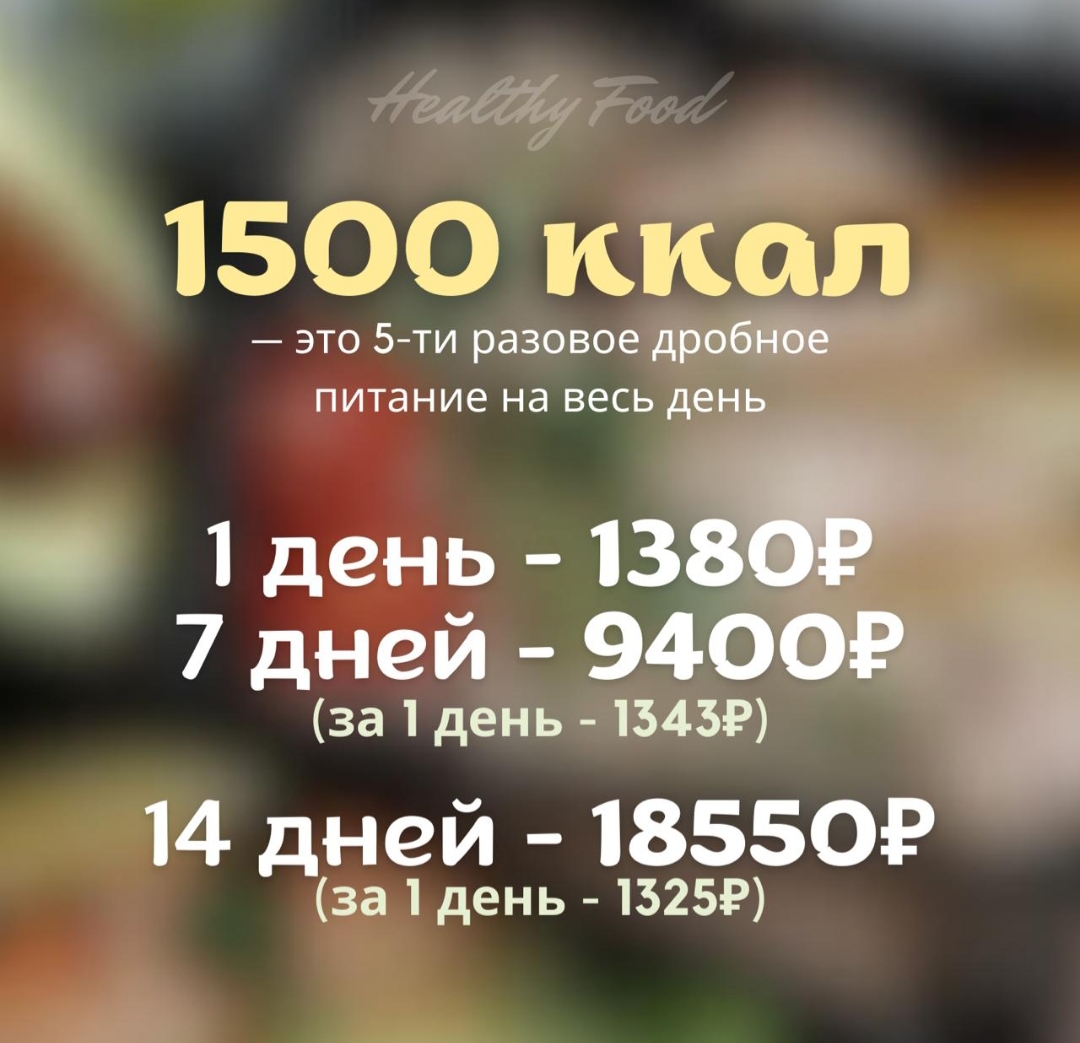 Healthy Food
1500 ккал
– это 5-ти разовое дробное
питание на весь день
1 день - 1380₽
7 дней - 9400₽
(за 1 день - 1343₽)
14 дней - 18550₽
(за 1 день - 1325₽)